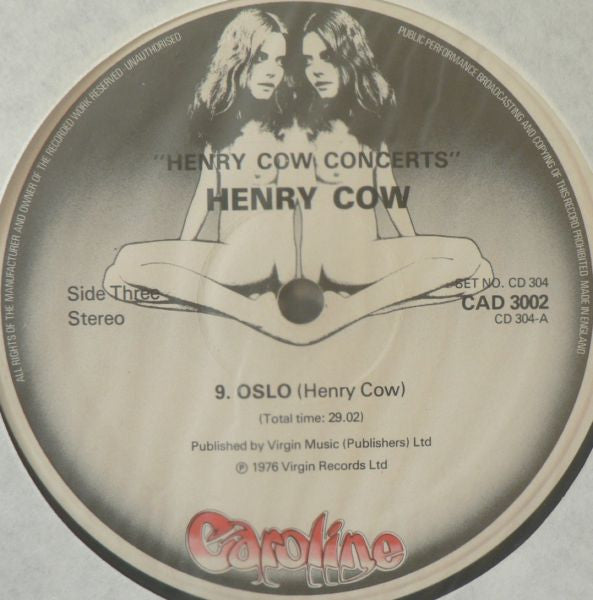 ALL RIGHTS OF THE MANUFACTURER AND OWNER OF THE RECORDED WORK RESERVED. UNAUTHORISED
PUBLIC PERFORMANCE BROADCASTING AND COPYING OF THIS RECORD PROHIBITED. MADE IN ENGLAND.
"HENRY COW CONCERTS"
HENRY COW
Side Three
Stereo
SET NO. CD 304
CAD 3002
CD 304-A
9. OSLO (Henry Cow)
(Total time: 29.02)
Published by Virgin Music (Publishers) Ltd
℗ 1976 Virgin Records Ltd
Caroline